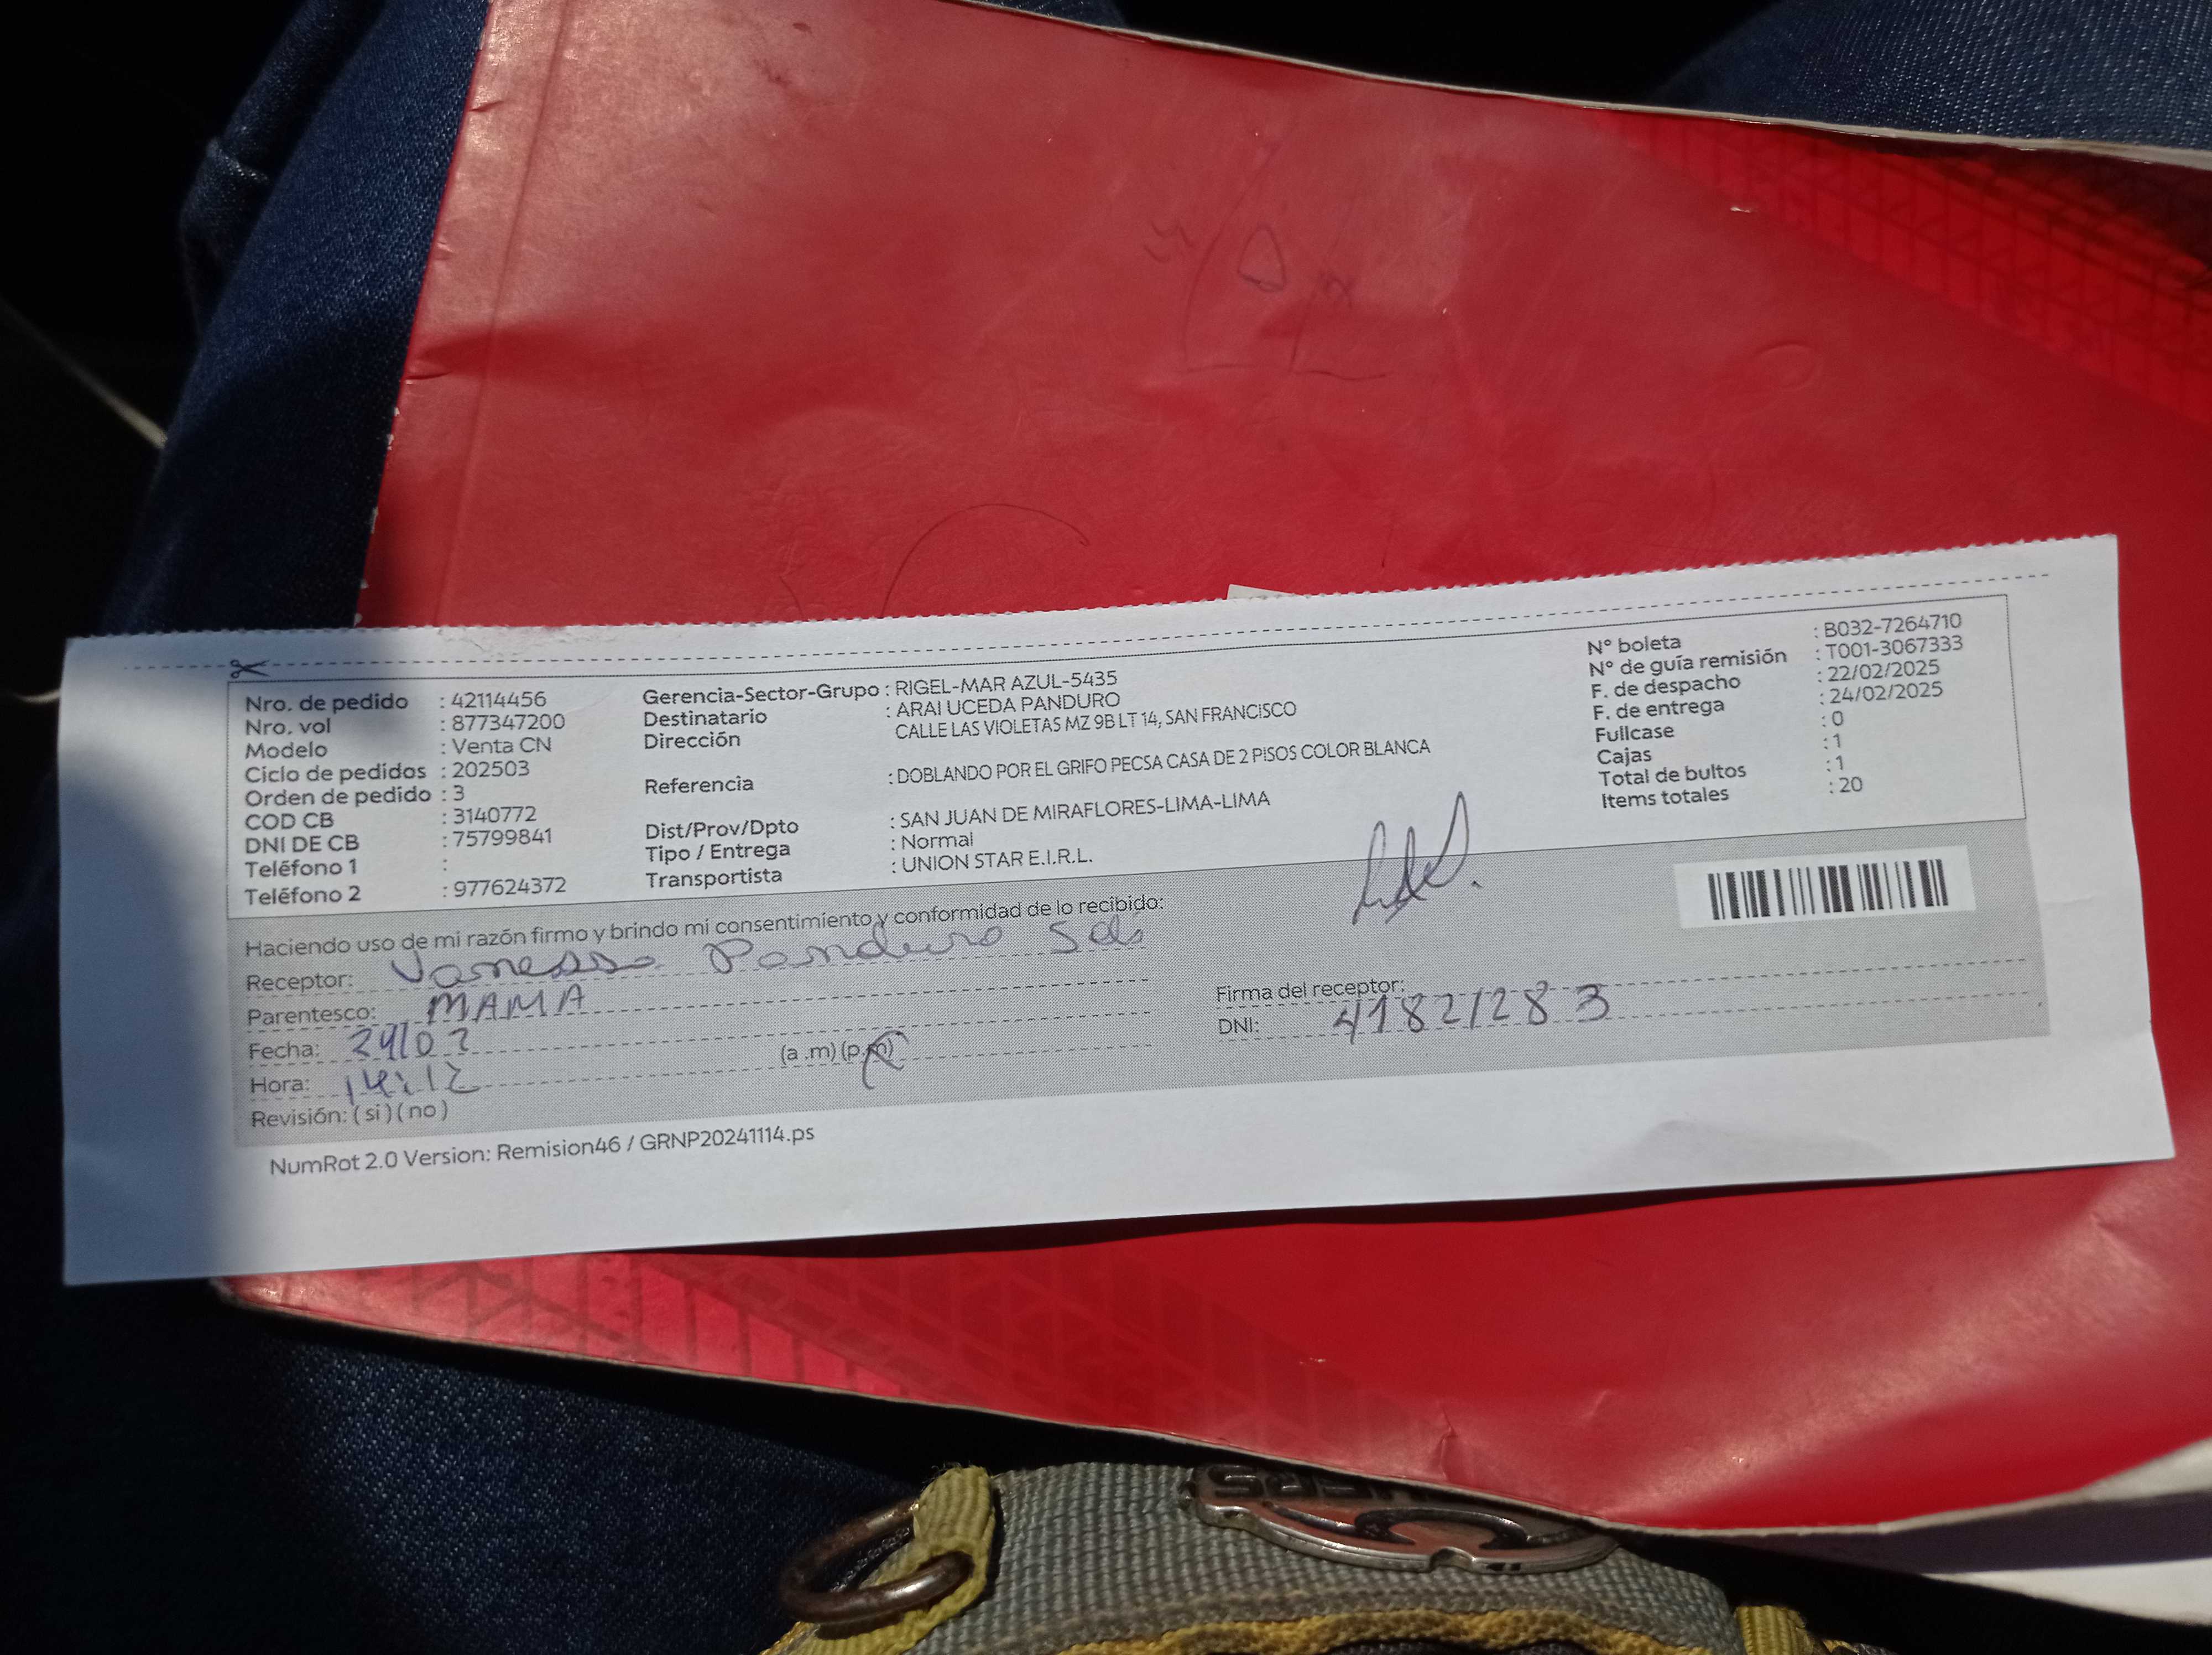 Nro. de pedido : 42114456
Nro. vol : 877347200
Modelo : Venta CN
Ciclo de pedidos : 202503
Orden de pedido : 3
COD CB : 3140772
DNI DE CB : 75799841
Teléfono 1 :
Teléfono 2 : 977624372
Gerencia-Sector-Grupo : RIGEL-MAR AZUL-5435
Destinatario : ARAI UCEDA PANDURO
Dirección CALLE LAS VIOLETAS MZ 9B LT 14, SAN FRANCISCO
Referencia : DOBLANDO POR EL GRIFO PECSA CASA DE 2 PISOS COLOR BLANCA
Dist/Prov/Dpto : SAN JUAN DE MIRAFLORES-LIMA-LIMA
Tipo / Entrega : Normal
Transportista : UNION STAR E.I.R.L.
N° boleta : B032-7264710
N° de guía remisión : T001-3067333
F. de despacho : 22/02/2025
F. de entrega : 24/02/2025
Fullcase : 0
Cajas : 1
Total de bultos : 1
Items totales : 20
Haciendo uso de mi razón firmo y brindo mi consentimiento y conformidad de lo recibido:
Receptor: Vanessa Panduro
Parentesco: MAMA
Fecha: 24/02
Hora: 14:12 (a .m) (p.m)
Revisión: ( si ) ( no )
Firma del receptor:
DNI: 41821283
NumRot 2.0 Version: Remision46 / GRNP20241114.ps